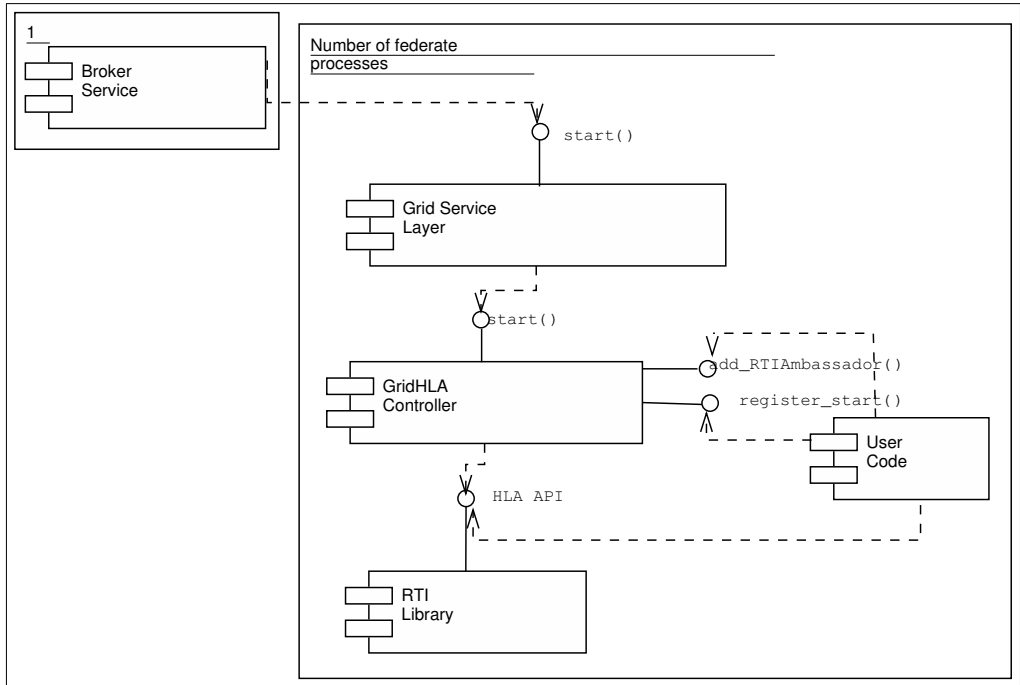 1
Broker
Service
Number of federate
processes
start()
Grid Service
Layer
start()
GridHLA
Controller
add_RTIAmbassador()
register_start()
User
Code
HLA API
RTI
Library